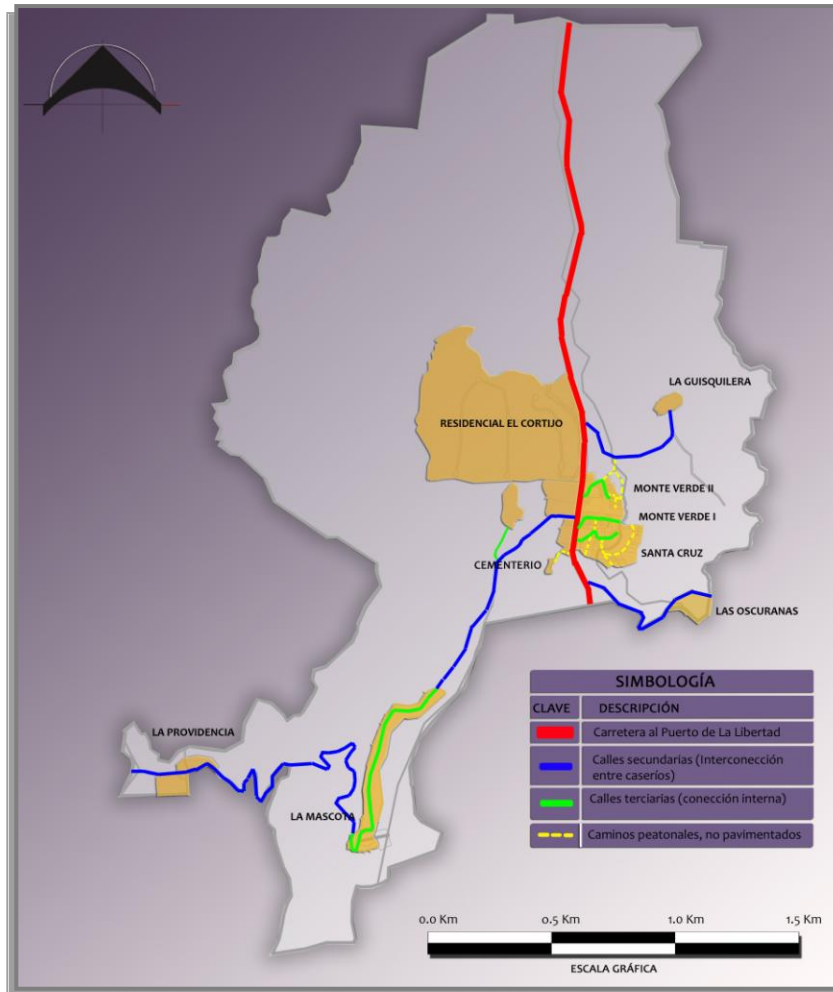 LA GUISQUILERA
RESIDENCIAL EL CORTIJO
MONTE VERDE II
MONTE VERDE I
SANTA CRUZ
CEMENTERIO
LAS OSCURANAS
LA PROVIDENCIA
LA MASCOTA
SIMBOLOGÍA
CLAVE DESCRIPCIÓN
Carretera al Puerto de La Libertad
Calles secundarias (Interconección
entre caseríos)
Calles terciarias (conección interna)
Caminos peatonales, no pavimentados
0.0 Km 0.5 Km 1.0 Km 1.5 Km
ESCALA GRÁFICA